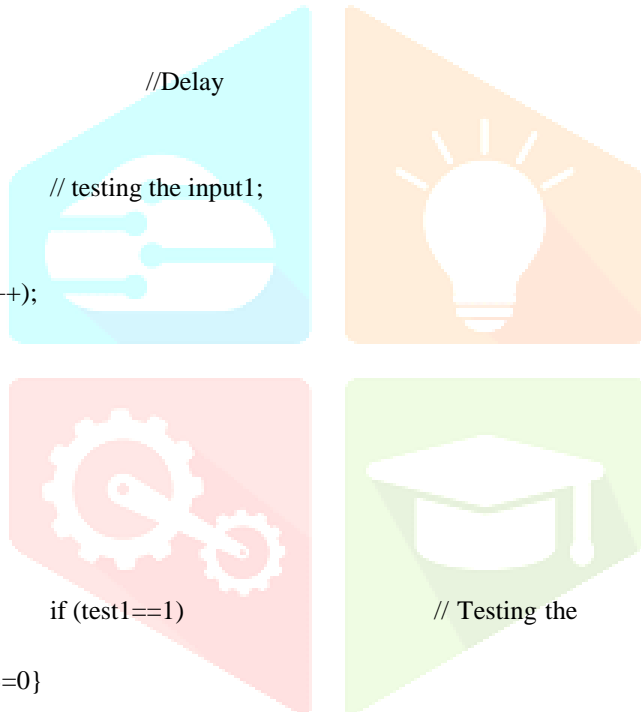 //Delay
// testing the input1;
+);
if (test1==1) // Testing the
=0}